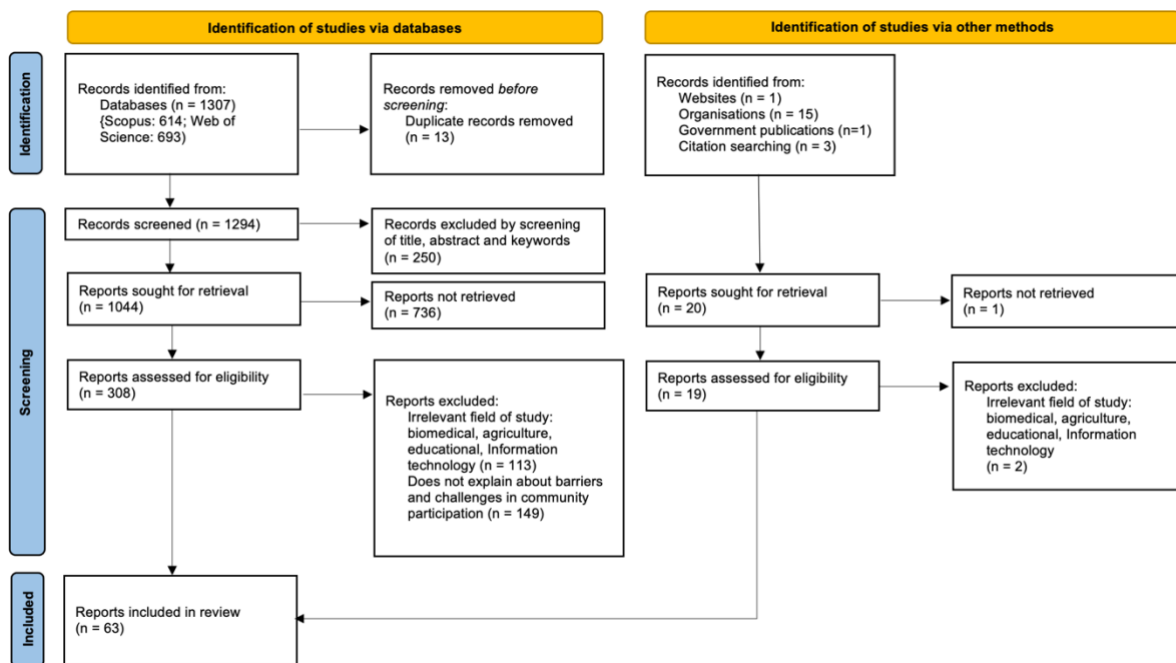 Identification of studies via databases
Identification of studies via other methods
Identification
Records identified from:
Databases (n = 1307)
{Scopus: 614; Web of
Science: 693)
Records removed before
screening:
Duplicate records removed
(n = 13)
Records identified from:
Websites (n = 1)
Organisations (n = 15)
Government publications (n=1)
Citation searching (n = 3)
Screening
Records screened (n = 1294)
Records excluded by screening
of title, abstract and keywords
(n = 250)
Reports sought for retrieval
(n = 1044)
Reports not retrieved
(n = 736)
Reports sought for retrieval
(n = 20)
Reports not retrieved
(n = 1)
Reports assessed for eligibility
(n = 308)
Reports excluded:
Irrelevant field of study:
biomedical, agriculture,
educational, Information
technology (n = 113)
Does not explain about barriers
and challenges in community
participation (n = 149)
Reports assessed for eligibility
(n = 19)
Reports excluded:
Irrelevant field of study:
biomedical, agriculture,
educational, Information
technology
(n = 2)
Included
Reports included in review
(n = 63)